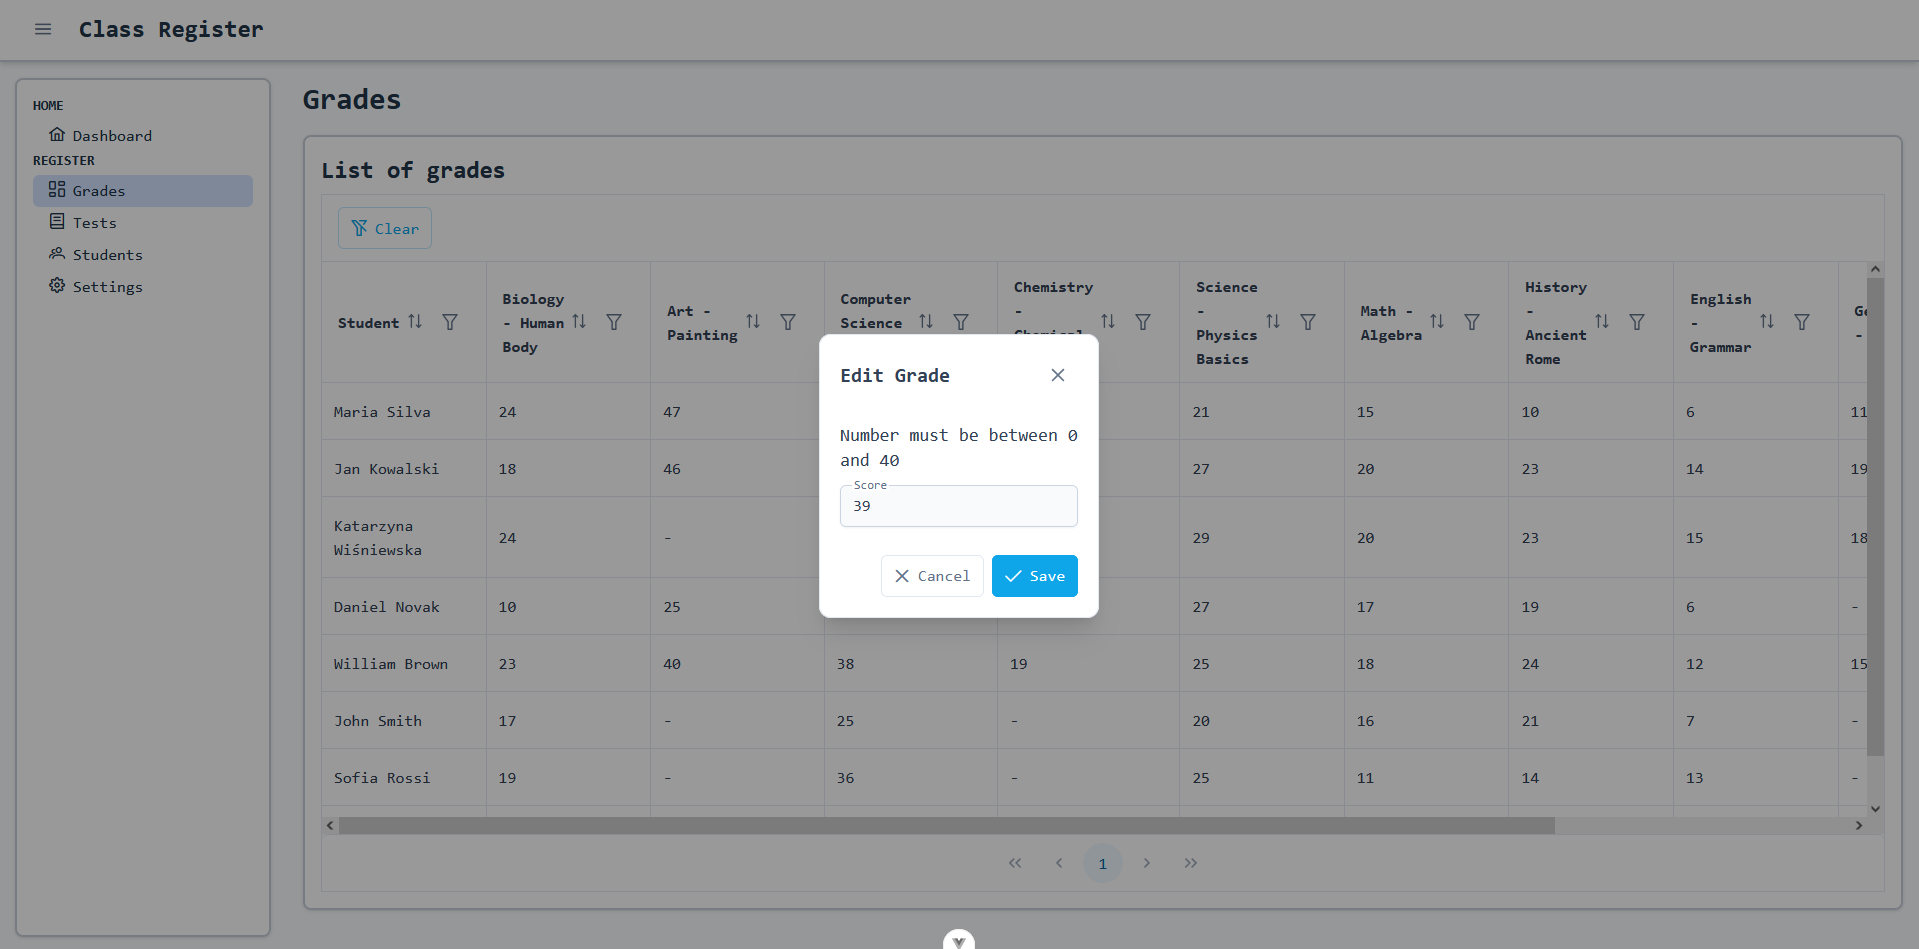 Class Register
HOME
Dashboard
REGISTER
Grades
Tests
Students
Settings
Grades
List of grades
Clear
Student
Biology
- Human
Body
Art -
Painting
Computer
Science
Chemistry
-
Science
-
Physics
Basics
Math -
Algebra
History
-
Ancient
Rome
English
-
Grammar
-
Maria Silva 24 47 21 15 10 6 11
Jan Kowalski 18 46 27 20 23 14 19
Katarzyna
Wiśniewska 24 - 29 20 23 15 18
Daniel Novak 10 25 27 17 19 6 -
William Brown 23 40 38 19 25 18 24 12 15
John Smith 17 - 25 - 20 16 21 7 -
Sofia Rossi 19 - 36 - 25 11 14 13 -
1
Edit Grade
Number must be between 0
and 40
Score
39
Cancel
Save